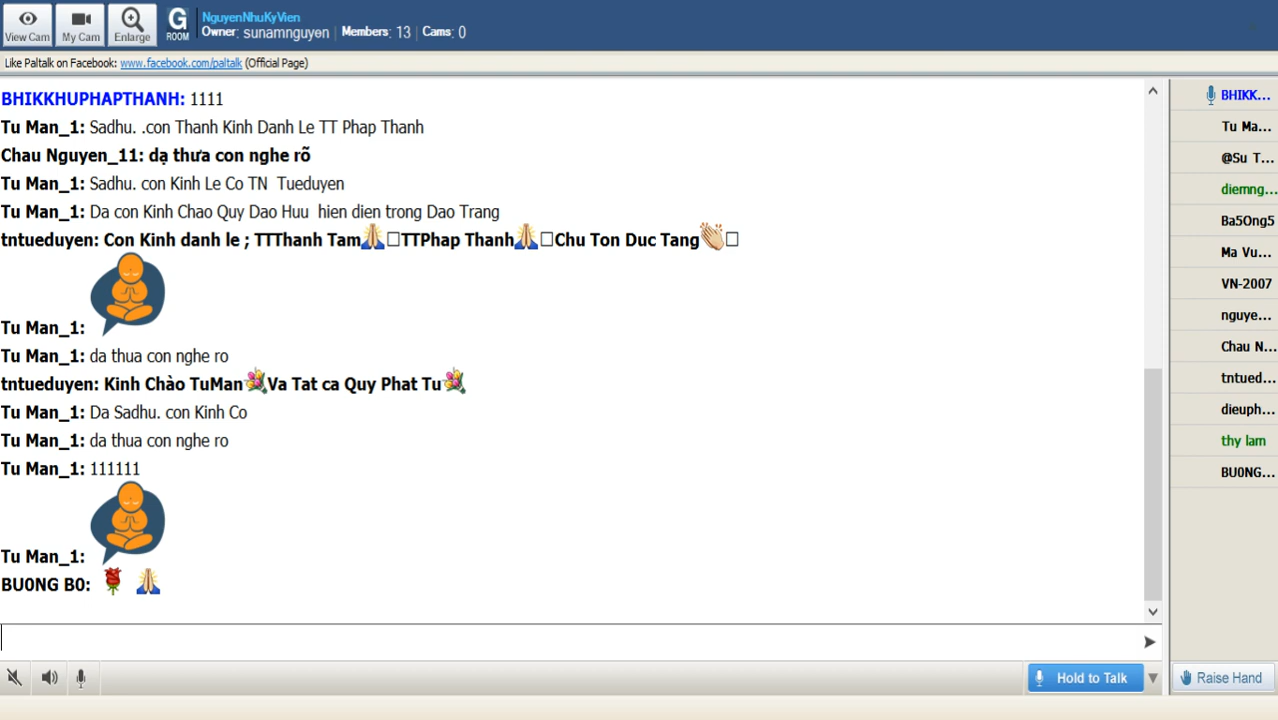 View Cam
My Cam
Enlarge
G
ROOM
NguyenNhuKyVien
Owner: sunamnguyen Members: 13 Cams: 0
Like Paltalk on Facebook: www.facebook.com/paltalk (Official Page)
BHIKKHUPHAPTHANH: 1111
Tu Man_1: Sadhu. .con Thanh Kinh Danh Le TT Phap Thanh
Chau Nguyen_11: dạ thưa con nghe rõ
Tu Man_1: Sadhu. con Kinh Le Co TN Tueduyen
Tu Man_1: Da con Kinh Chao Quy Dao Huu hien dien trong Dao Trang
tntueduyen: Con Kinh danh le ; TTThanh Tam🙏□TTPhap Thanh🙏□Chu Ton Duc Tang👏□
Tu Man_1:
Tu Man_1: da thua con nghe ro
tntueduyen: Kinh Chào TuMan💐Va Tat ca Quy Phat Tu💐
Tu Man_1: Da Sadhu. con Kinh Co
Tu Man_1: da thua con nghe ro
Tu Man_1: 111111
Tu Man_1:
BU0NG B0: 🌹 🙏
Hold to Talk
BHIKK...
Tu Ma...
@Su T...
diemng...
Ba5Ong5
Ma Vu...
VN-2007
nguye...
Chau N...
tntued...
dieuph...
thy lam
BU0NG...
Raise Hand